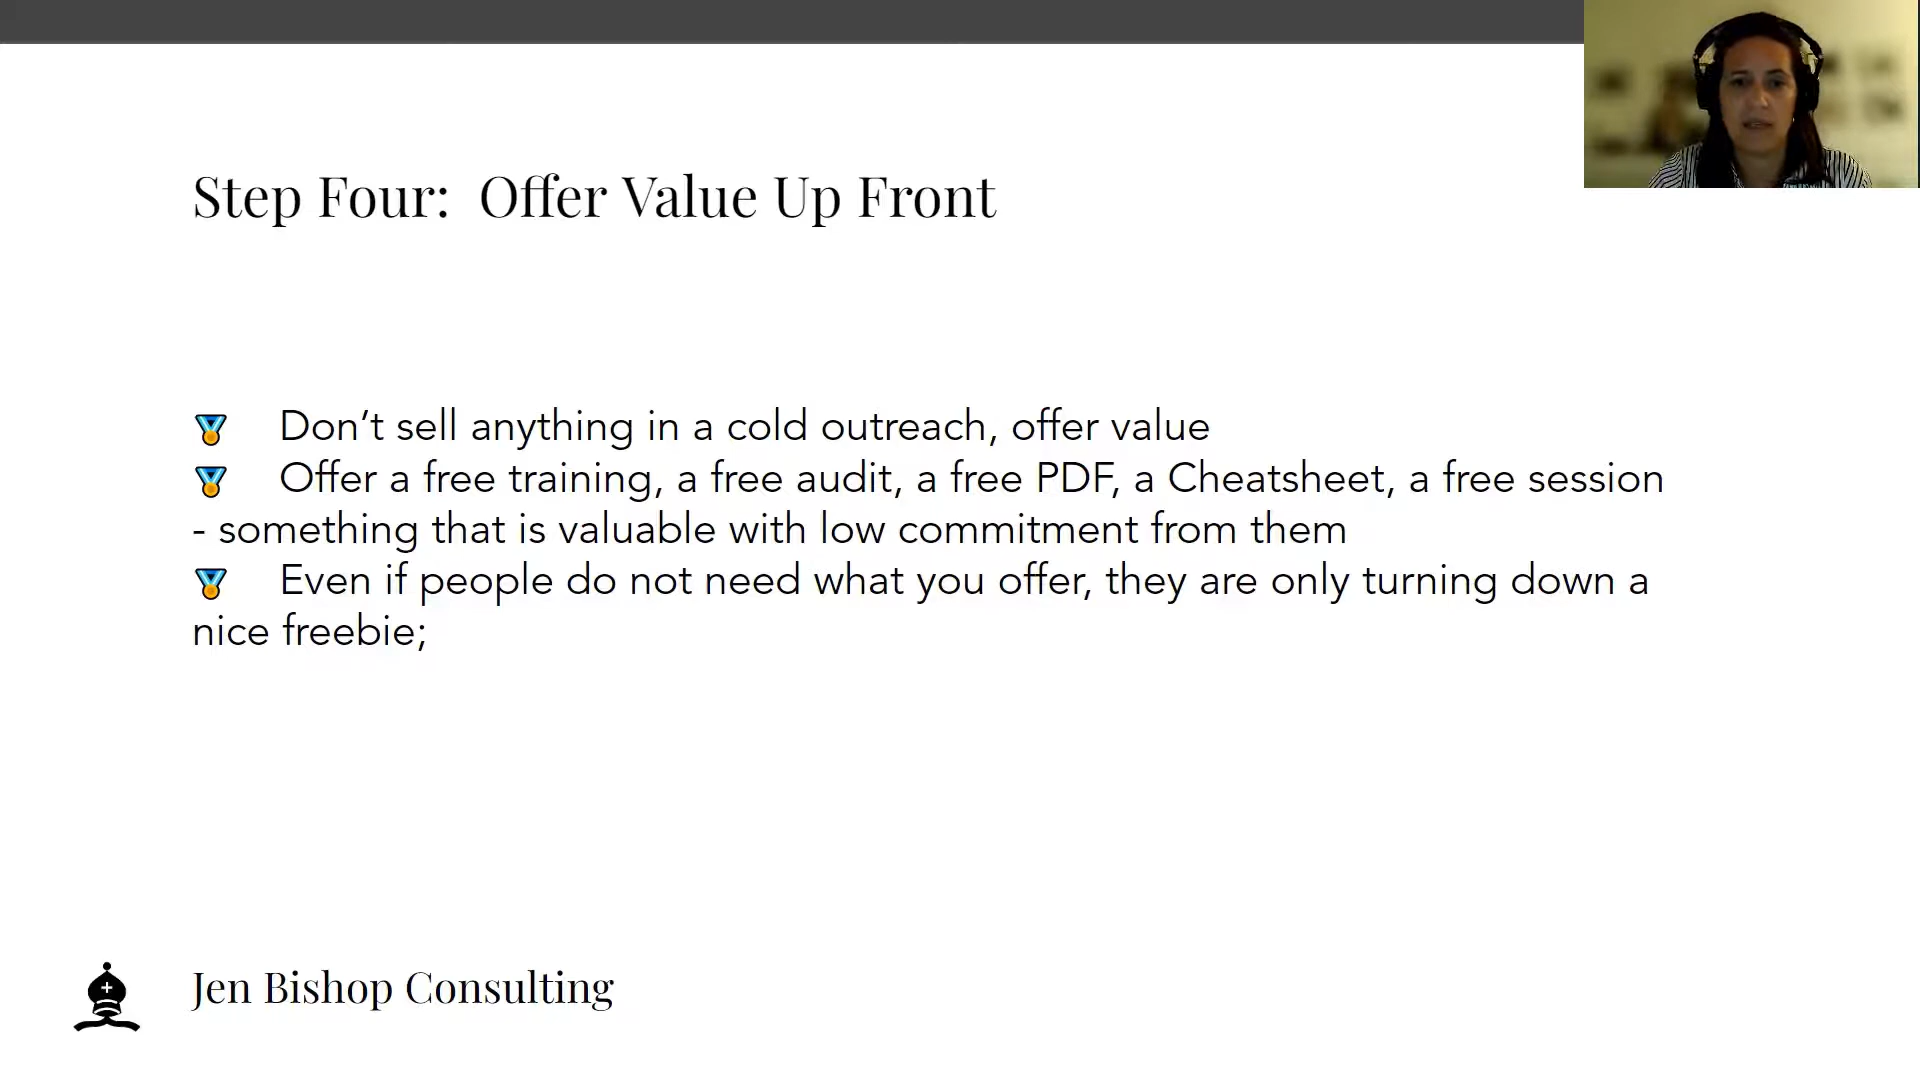 Step Four:  Offer Value Up Front
🏅 Don’t sell anything in a cold outreach, offer value
🏅 Offer a free training, a free audit, a free PDF, a Cheatsheet, a free session
- something that is valuable with low commitment from them
🏅 Even if people do not need what you offer, they are only turning down a
nice freebie;
Jen Bishop Consulting